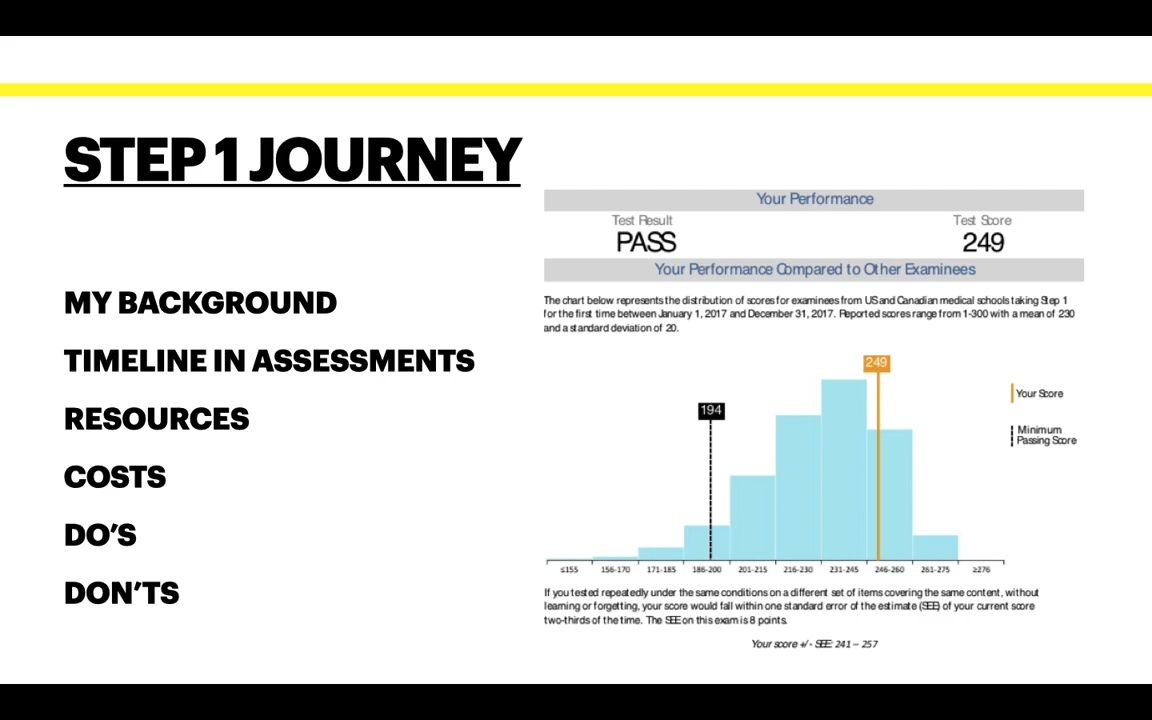 STEP 1 JOURNEY
MY BACKGROUND
TIMELINE IN ASSESSMENTS
RESOURCES
COSTS
DO’S
DON’TS
Your Performance
Test Result Test Score
PASS 249
Your Performance Compared to Other Examinees
The chart below represents the distribution of scores for examinees from US and Canadian medical schools taking Step 1
for the first time between January 1, 2017 and December 31, 2017. Reported scores range from 1-300 with a mean of 230
and a standard deviation of 20.
249
194
Your Score
Minimum
Passing Score
≤155 156-170 171-185 186-200 201-215 216-230 231-245 246-260 261-275 ≥276
If you tested repeatedly under the same conditions on a different set of items covering the same content, without
learning or forgetting, your score would fall within one standard error of the estimate (SEE) of your current score
two-thirds of the time. The SEE on this exam is 8 points.
Your score +/- SEE: 241 – 257